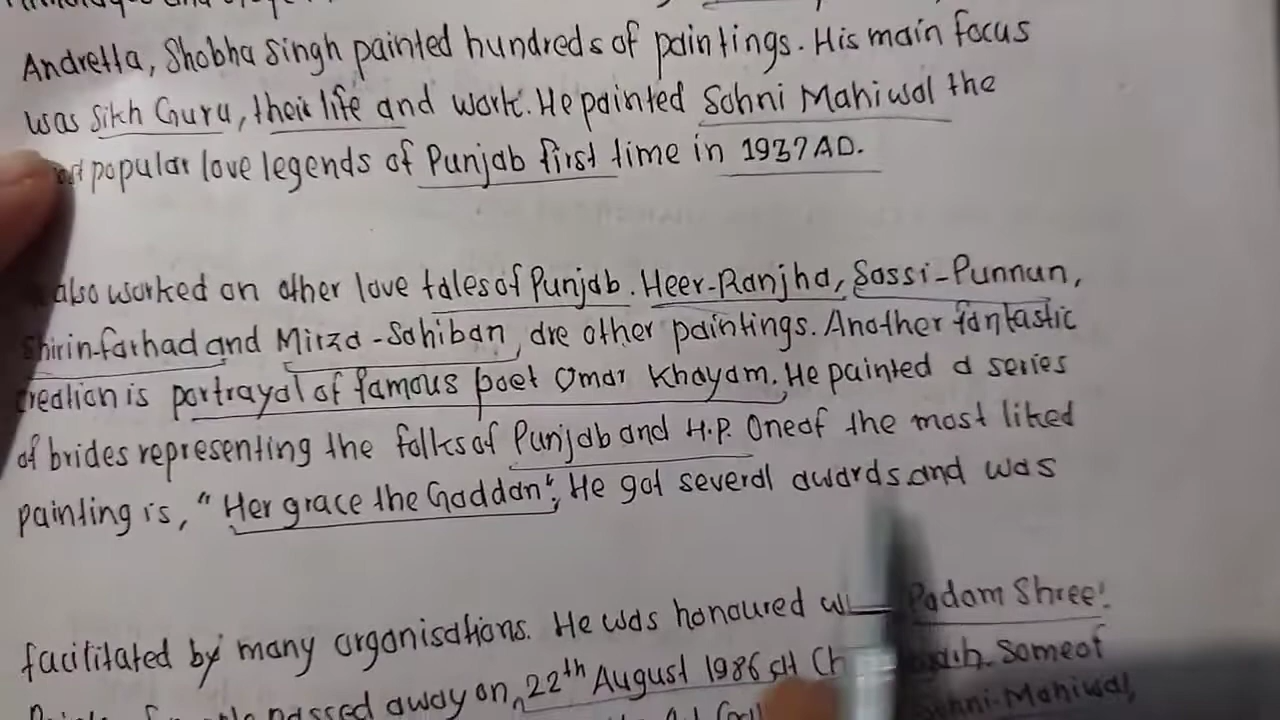 Andretta, Shobha Singh painted hundreds of paintings. His main focus
was Sikh Guru, their life and work. He painted Sohni Mahiwal the
popular love legends of Punjab first time in 1937 AD.
also worked on other love tales of Punjab. Heer-Ranjha, Sassi-Punnun,
Shirin-farhad and Mirza-Sahiban are other paintings. Another fantastic
creation is portrayal of famous poet Omar Khayam. He painted a series
of brides representing the folks of Punjab and H.P. One of the most liked
painting is, "Her grace the Gaddan". He got several awards and was
facilitated by many organisations. He was honoured Padam Shree.
passed away on 22th August 1986 at Some of